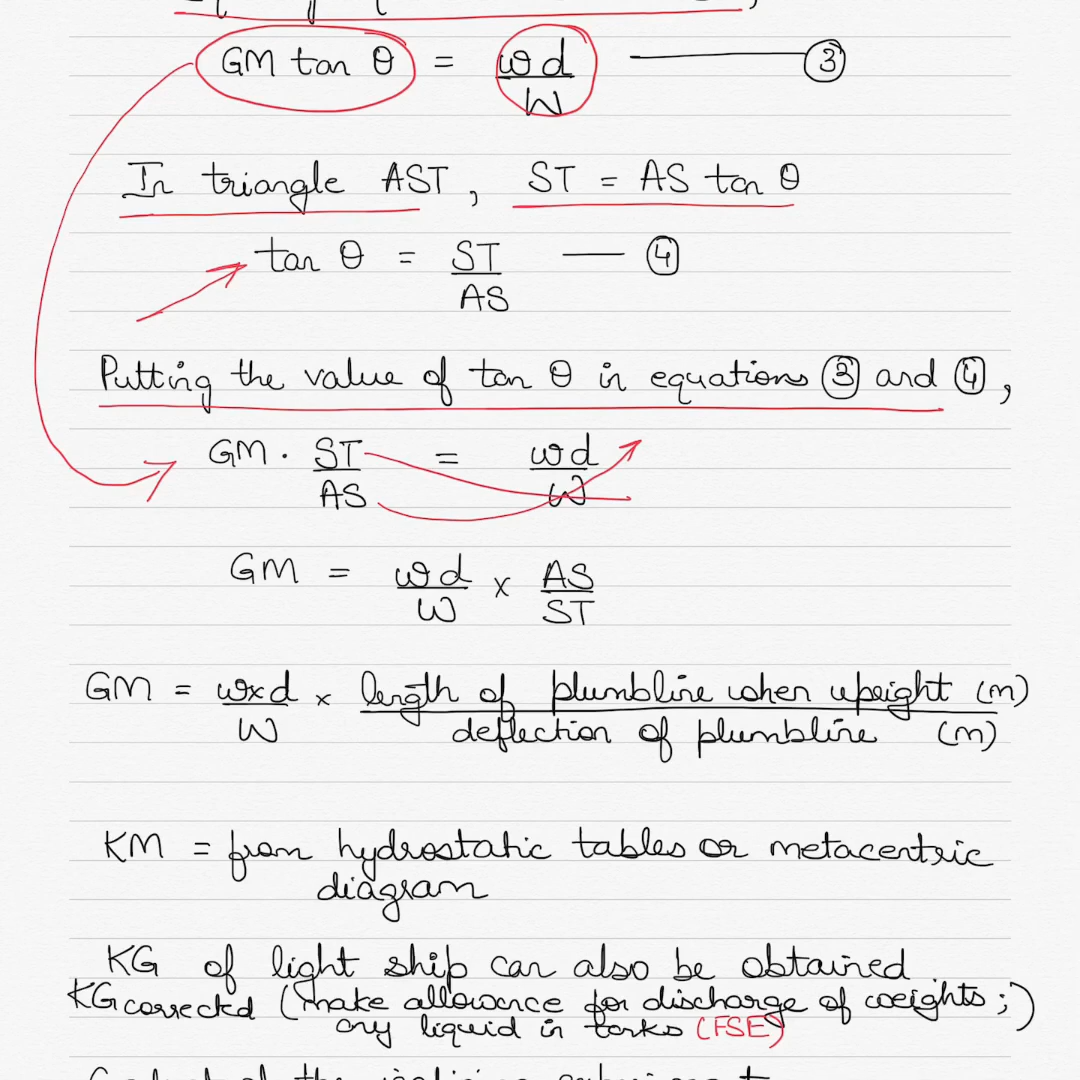 GM tan θ = wd/W ——— ③
In triangle AST, ST = AS tan θ
tan θ = ST/AS — ④
Putting the value of tan θ in equations ③ and ④,
GM · ST/AS = wd/W
GM = wd/W × AS/ST
GM = w×d/W × length of plumbline when upright (m)/deflection of plumbline (m)
KM = from hydrostatic tables or metacentric
diagram
KG of light ship can also be obtained
KG corrected (make allowance for discharge of weights;)
any liquid in tanks (FSE)
of the